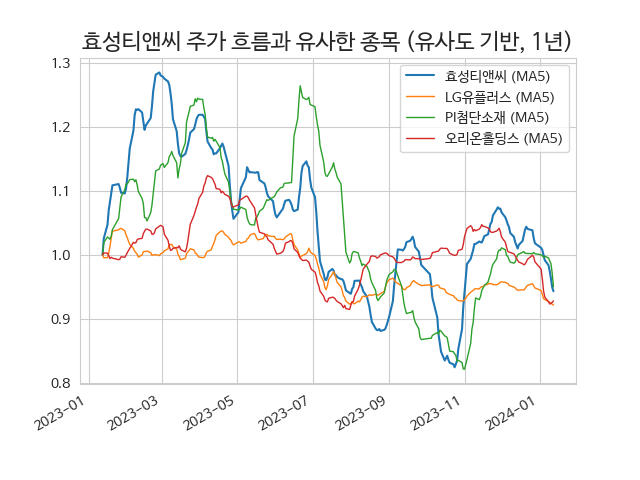 효성티앤씨 주가 흐름과 유사한 종목 (유사도 기반, 1년)
효성티앤씨 (MA5)
LG유플러스 (MA5)
PI첨단소재 (MA5)
오리온홀딩스 (MA5)
1.3
1.2
1.1
1.0
0.9
0.8
2023-01
2023-03
2023-05
2023-07
2023-09
2023-11
2024-01